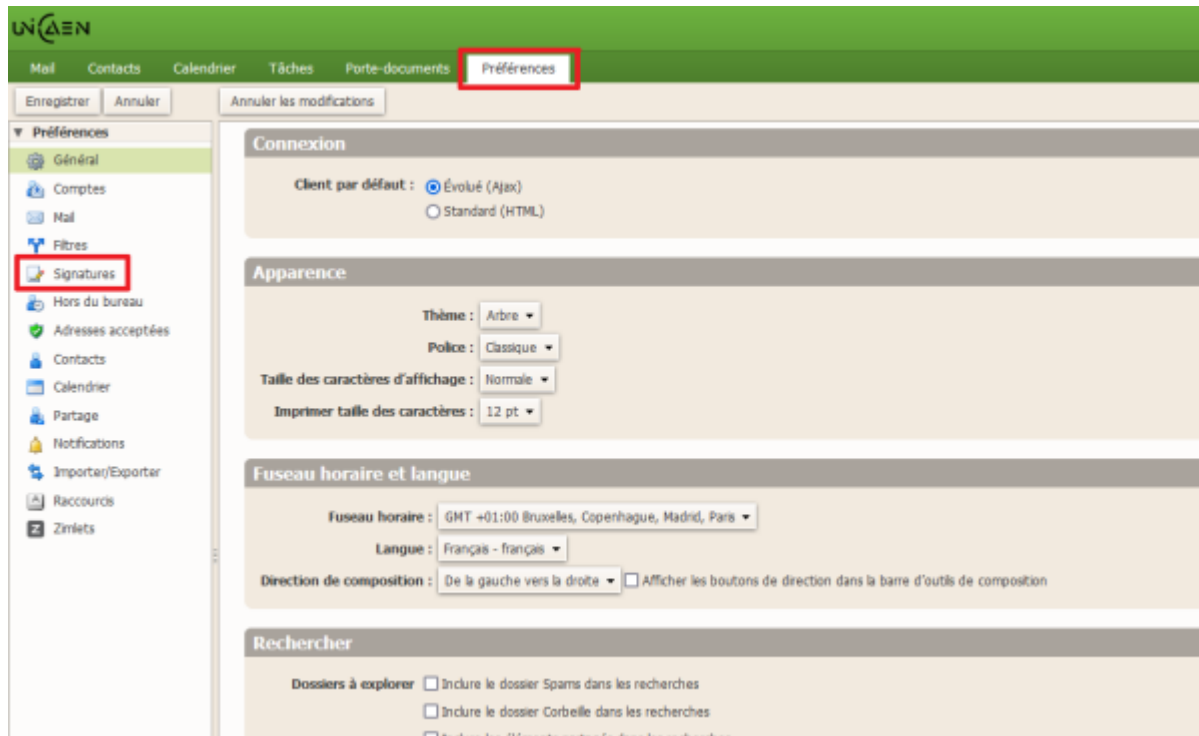 UNICAEN
Mail Contacts Calendrier Tâches Porte-documents Préférences
Enregistrer Annuler Annuler les modifications
Préférences
Général
Comptes
Mail
Filtres
Signatures
Hors du bureau
Adresses acceptées
Contacts
Calendrier
Partage
Notifications
Importer/Exporter
Raccourcis
Zimlets
Connexion
Client par défaut : Évolué (Ajax)
Standard (HTML)
Apparence
Thème : Arbre
Police : Classique
Taille des caractères d'affichage : Normale
Imprimer taille des caractères : 12 pt
Fuseau horaire et langue
Fuseau horaire : GMT +01:00 Bruxelles, Copenhague, Madrid, Paris
Langue : Français - français
Direction de composition : De la gauche vers la droite Afficher les boutons de direction dans la barre d'outils de composition
Rechercher
Dossiers à explorer Inclure le dossier Spams dans les recherches
Inclure le dossier Corbeille dans les recherches